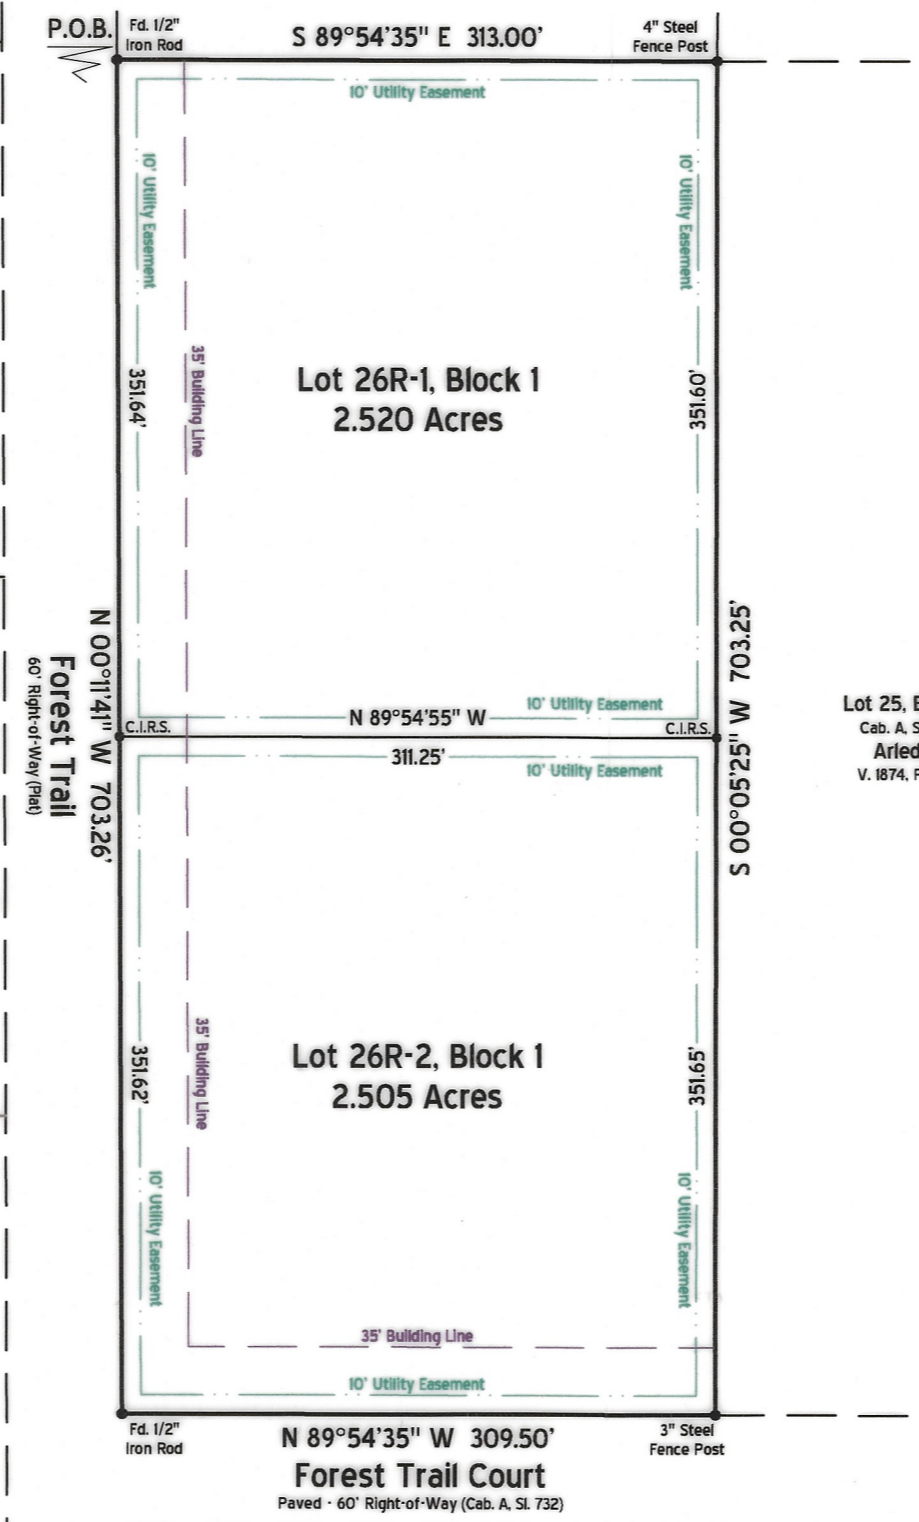 P.O.B.
Fd. 1/2"
Iron Rod
S 89°54'35" E 313.00'
4" Steel
Fence Post
10' Utility Easement
10' Utility Easement
10' Utility Easement
35' Building Line
351.64'
Lot 26R-1, Block 1
2.520 Acres
351.60'
N 00°11'41" W 703.26'
Forest Trail
60' Right-of-Way (Plat)
S 00°05'25" W 703.25'
10' Utility Easement
C.I.R.S.
N 89°54'55" W
C.I.R.S.
311.25'
10' Utility Easement
Lot 25,
Cab. A,
V. 1874,
35' Building Line
351.62'
Lot 26R-2, Block 1
2.505 Acres
351.65'
10' Utility Easement
10' Utility Easement
35' Building Line
10' Utility Easement
Fd. 1/2"
Iron Rod
N 89°54'35" W 309.50'
3" Steel
Fence Post
Forest Trail Court
Paved - 60' Right-of-Way (Cab. A, Sl. 732)